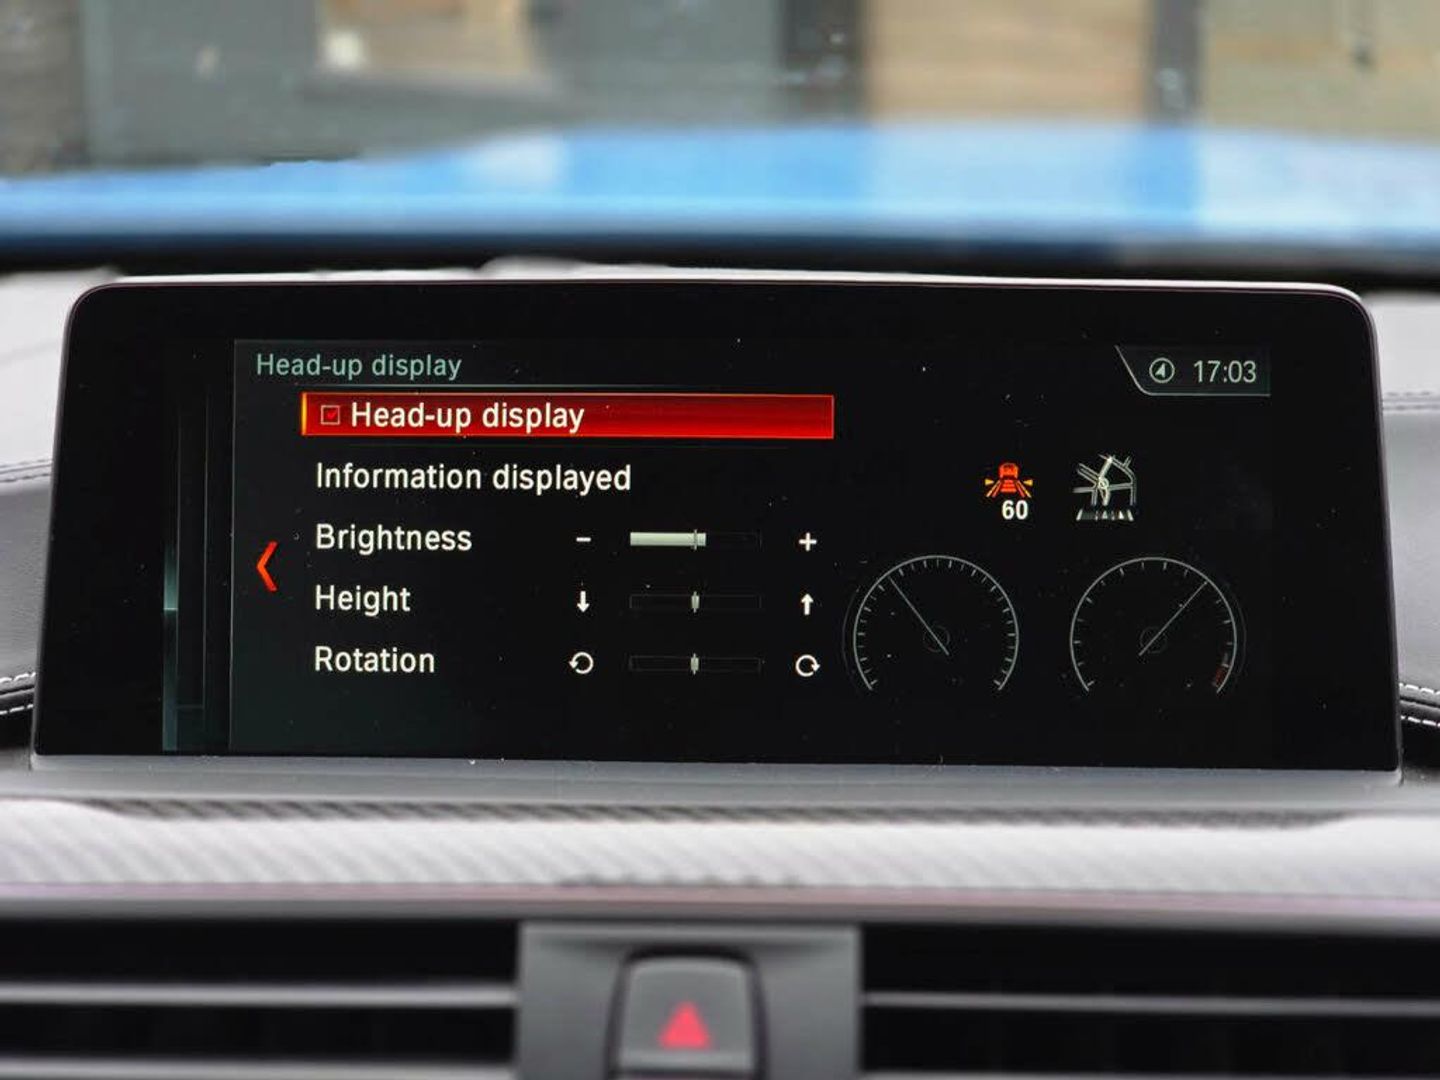 Head-up display
17:03
Head-up display
Information displayed
60
Brightness - +
Height
Rotation